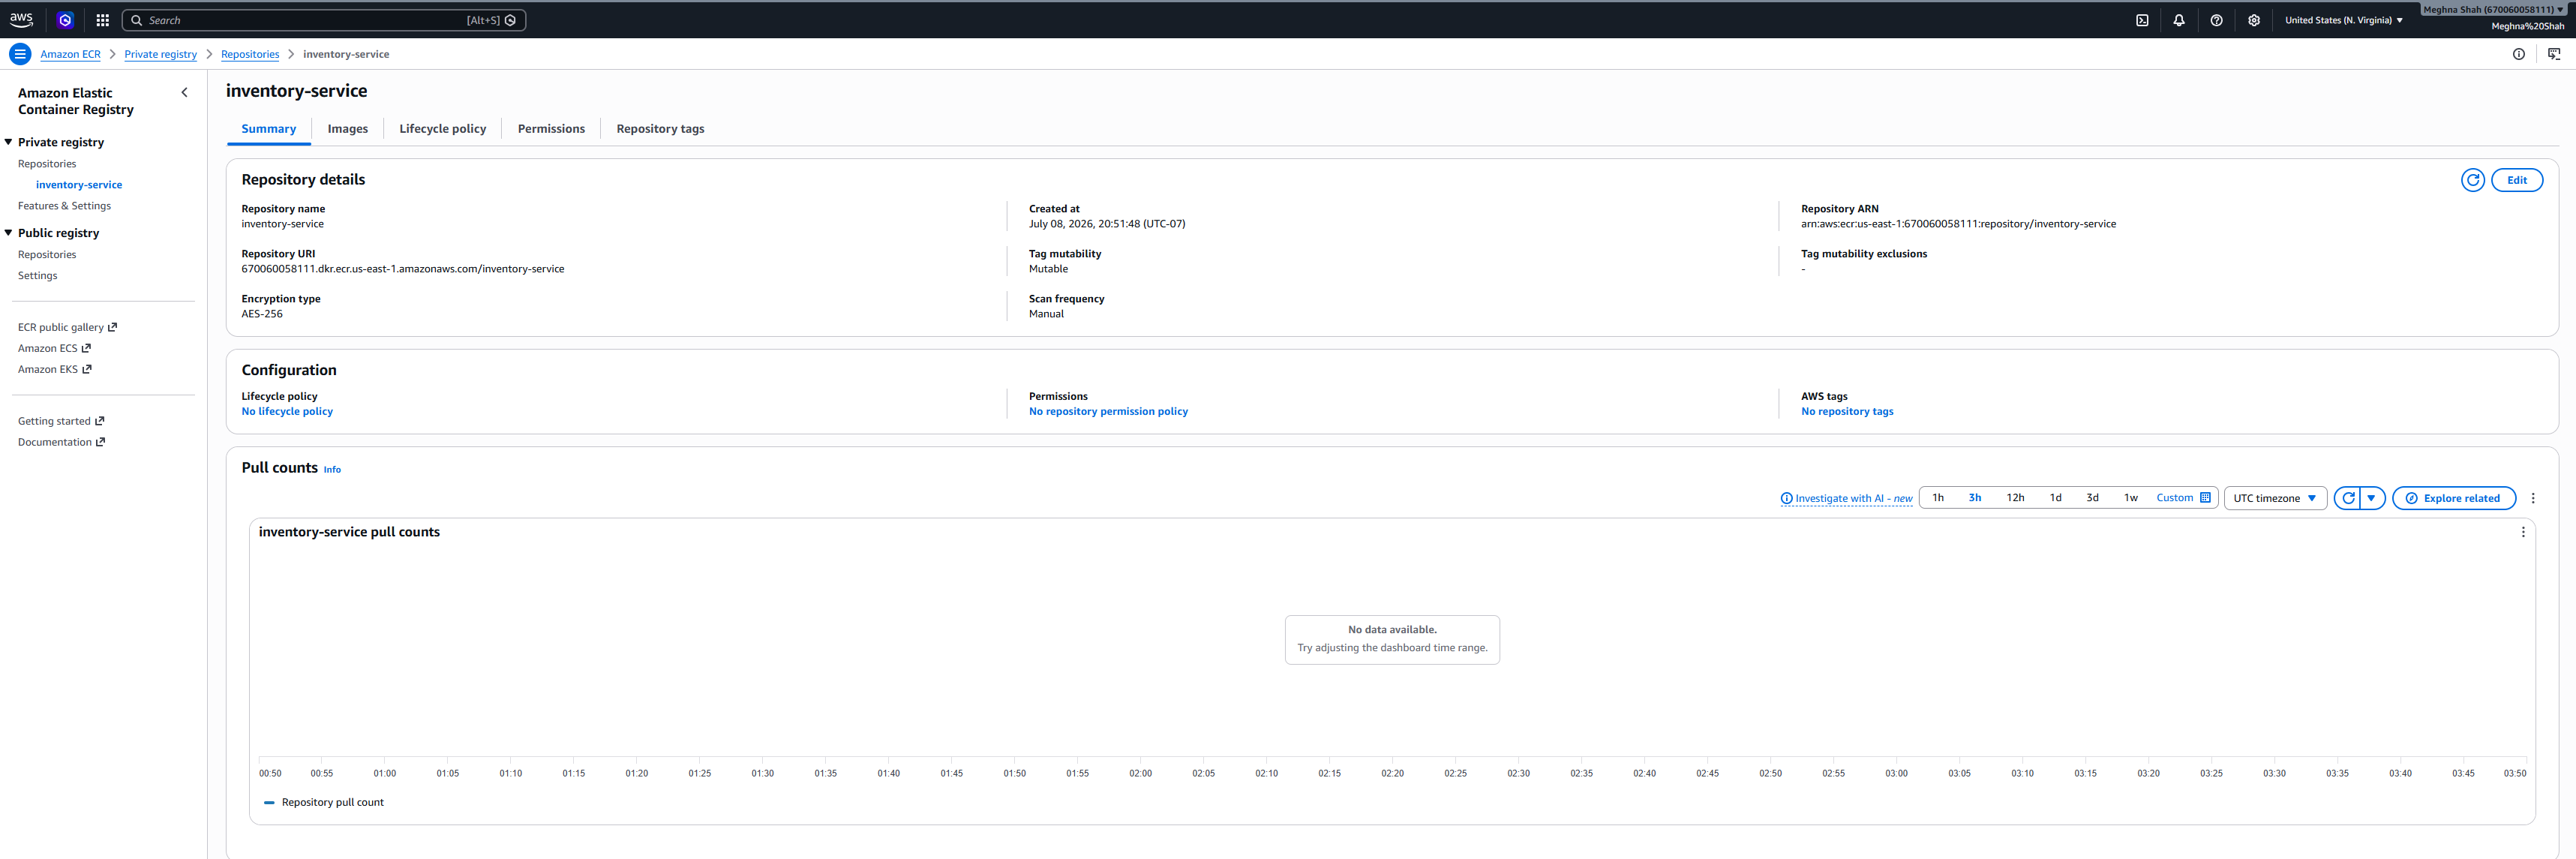 aws
Search [Alt+S]
United States (N. Virginia)
Meghna Shah (670060058111)
Meghna%20Shah
Amazon ECR
Private registry
Repositories
inventory-service
Amazon Elastic
Container Registry
Private registry
Repositories
inventory-service
Features & Settings
Public registry
Repositories
Settings
ECR public gallery
Amazon ECS
Amazon EKS
Getting started
Documentation
inventory-service
Summary
Images
Lifecycle policy
Permissions
Repository tags
Repository details
Edit
Repository name
inventory-service
Created at
July 08, 2026, 20:51:48 (UTC-07)
Repository ARN
arn:aws:ecr:us-east-1:670060058111:repository/inventory-service
Repository URI
670060058111.dkr.ecr.us-east-1.amazonaws.com/inventory-service
Tag mutability
Mutable
Tag mutability exclusions
-
Encryption type
AES-256
Scan frequency
Manual
Configuration
Lifecycle policy
No lifecycle policy
Permissions
No repository permission policy
AWS tags
No repository tags
Pull counts Info
Investigate with AI - new
1h 3h 12h 1d 3d 1w Custom
UTC timezone
Explore related
inventory-service pull counts
No data available.
Try adjusting the dashboard time range.
00:50 00:55 01:00 01:05 01:10 01:15 01:20 01:25 01:30 01:35 01:40 01:45 01:50 01:55 02:00 02:05 02:10 02:15 02:20 02:25 02:30 02:35 02:40 02:45 02:50 02:55 03:00 03:05 03:10 03:15 03:20 03:25 03:30 03:35 03:40 03:45 03:50
Repository pull count